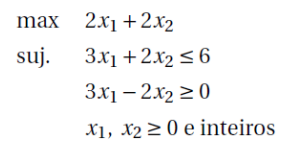 max 2x₁ + 2x₂
suj. 3x₁ + 2x₂ ≤ 6
3x₁ − 2x₂ ≥ 0
x₁, x₂ ≥ 0 e inteiros